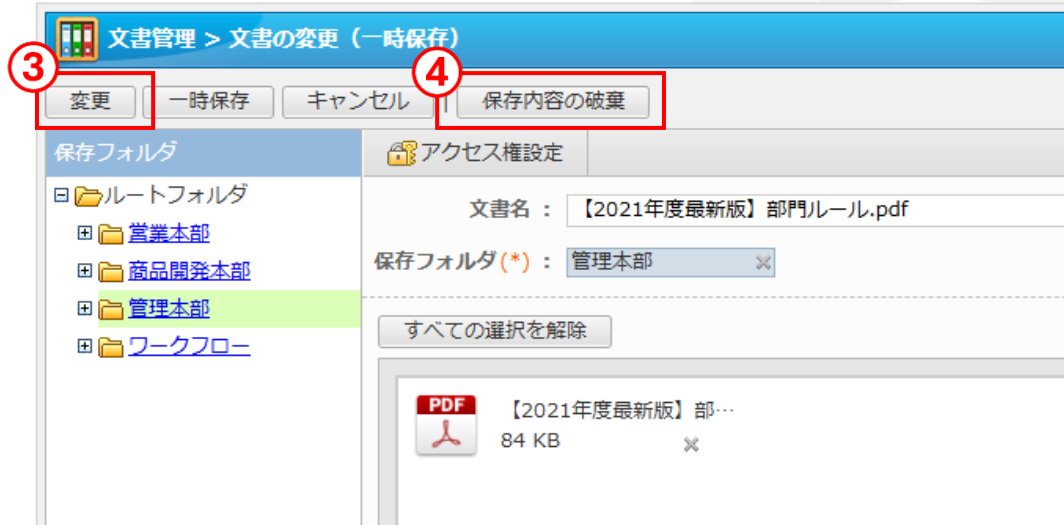 文書管理 > 文書の変更（一時保存）
③
④
変更 一時保存 キャンセル | 保存内容の破棄
保存フォルダ
アクセス権設定
ルートフォルダ
営業本部
商品開発本部
管理本部
ワークフロー
文書名 ： 【2021年度最新版】部門ルール.pdf
保存フォルダ(*) ： 管理本部
すべての選択を解除
PDF
【2021年度最新版】部…
84 KB